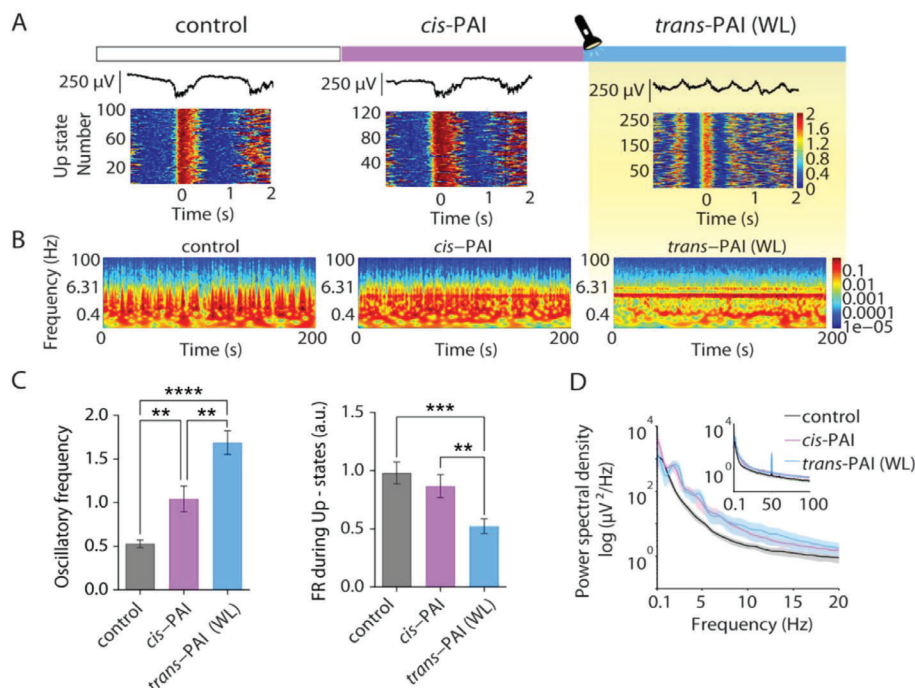 A
control
cis-PAI
trans-PAI (WL)
250 µV
250 µV
250 µV
Up state
Number
100
60
20
120
80
40
250
150
50
2
1.6
1.2
0.8
0.4
0
0 1 2
0 1 2
0 1 2
Time (s)
Time (s)
Time (s)
B
control
cis–PAI
trans–PAI (WL)
Frequency (Hz)
100
6.31
0.4
100
6.31
0.4
100
6.31
0.4
0.1
0.01
0.001
0.0001
1e−05
0 Time (s) 200
0 Time (s) 200
0 Time (s) 200
C
Oscillatory frequency
2.0
1.5
1.0
0.5
0.0
****
** **
control
cis–PAI
trans–PAI (WL)
FR during Up - states (a.u.)
1.5
1.0
0.5
0.0
***
**
control
cis–PAI
trans–PAI (WL)
D
Power spectral density
log (µV²/Hz)
10⁴
10²
10⁰
0.1 5 10 15 20
Frequency (Hz)
10⁴
10⁰
0.1 50 100
control
cis-PAI
trans-PAI (WL)